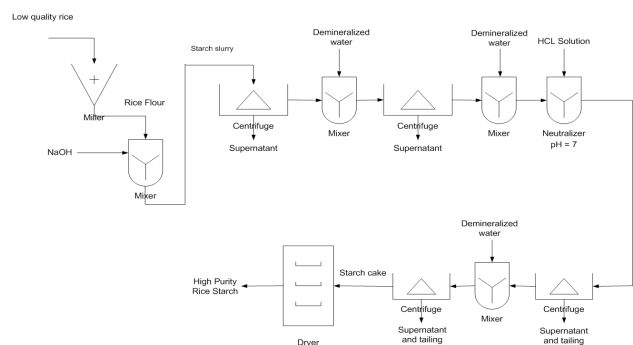 Low quality rice
Miller
Rice Flour
NaOH
Mixer
Starch slurry
Centrifuge
Supernatant
Demineralized
water
Mixer
Centrifuge
Supernatant
Demineralized
water
Mixer
HCL Solution
Neutralizer
pH = 7
Centrifuge
Supernatant
and tailing
Demineralized
water
Mixer
Centrifuge
Supernatant
and tailing
Starch cake
Dryer
High Purity
Rice Starch